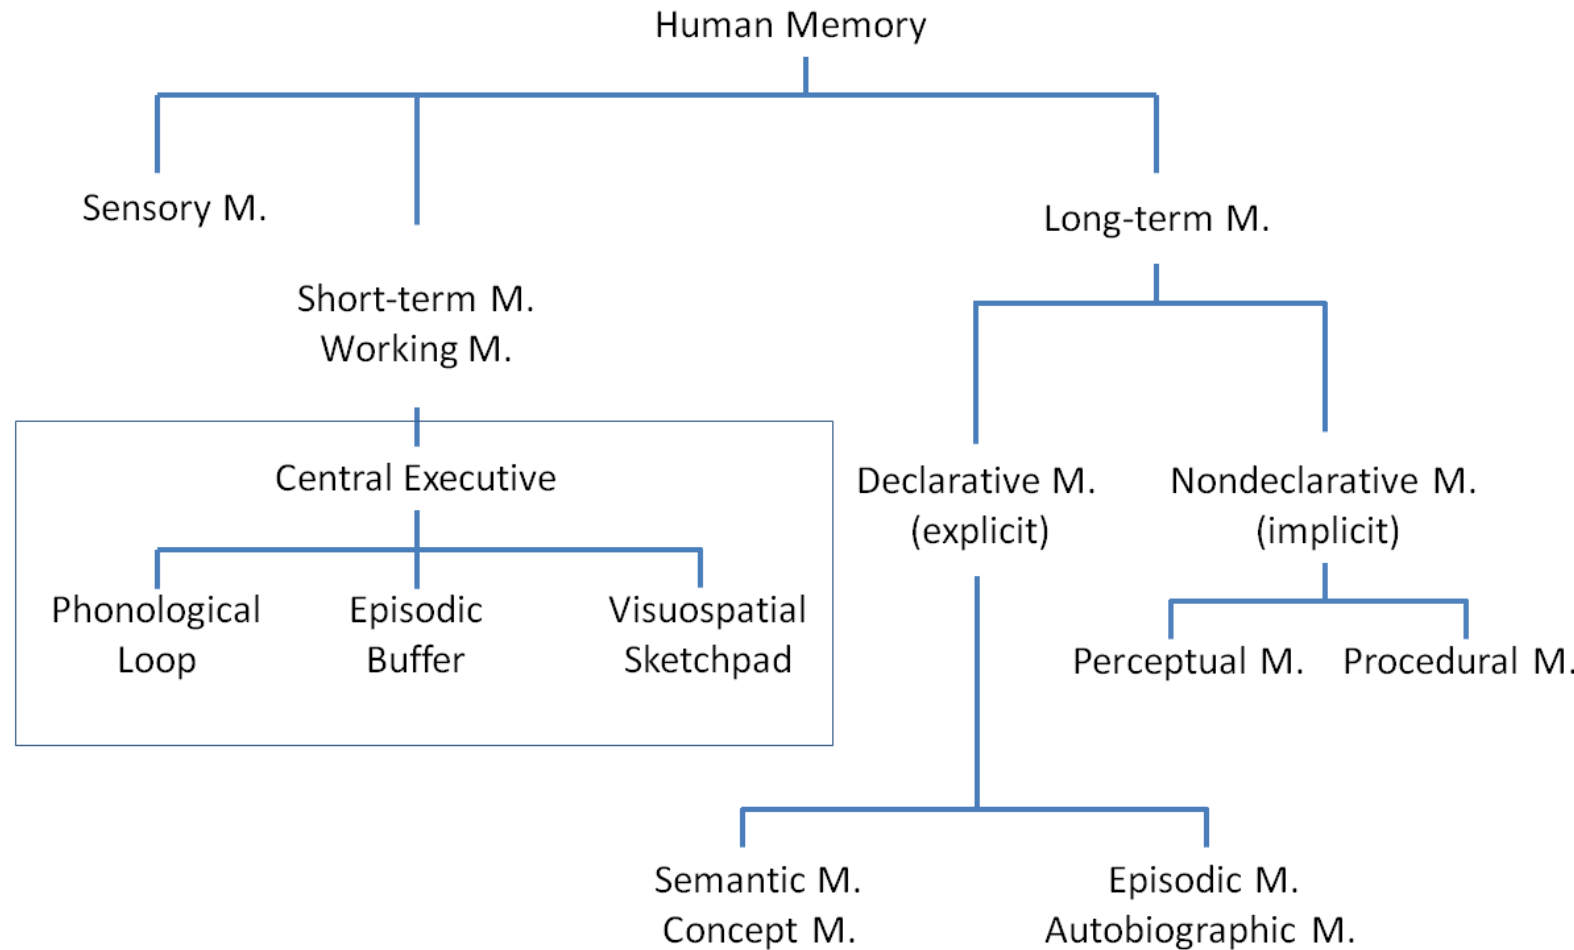 Human Memory
Sensory M.
Long-term M.
Short-term M.
Working M.
Central Executive
Phonological
Loop
Episodic
Buffer
Visuospatial
Sketchpad
Declarative M.
(explicit)
Nondeclarative M.
(implicit)
Perceptual M.
Procedural M.
Semantic M.
Concept M.
Episodic M.
Autobiographic M.